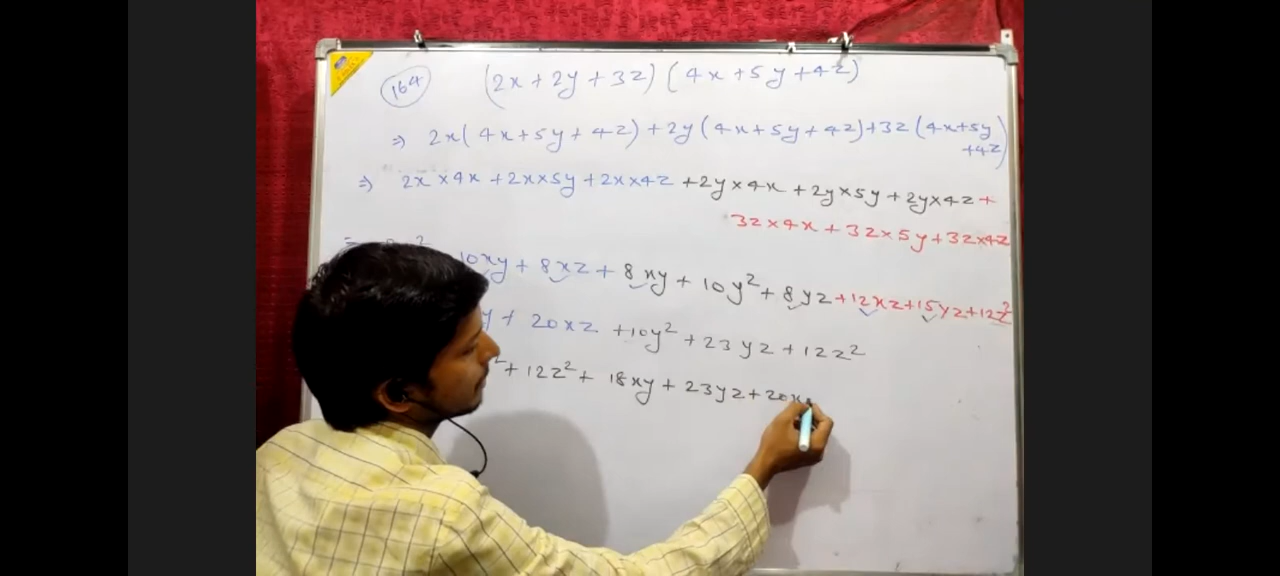 164 (2x+2y+3z) (4x+5y+4z)
⇒ 2x(4x+5y+4z)+2y(4x+5y+4z)+3z(4x+5y
+4z)
⇒ 2x×4x+2x×5y+2x×4z+2y×4x+2y×5y+2y×4z+
3z×4x+3z×5y+3z×4z
10xy+8xz+8xy+10y²+8yz+12xz+15yz+12z²
y+20xz+10y²+23yz+12z²
²+12z²+18xy+23yz+20x